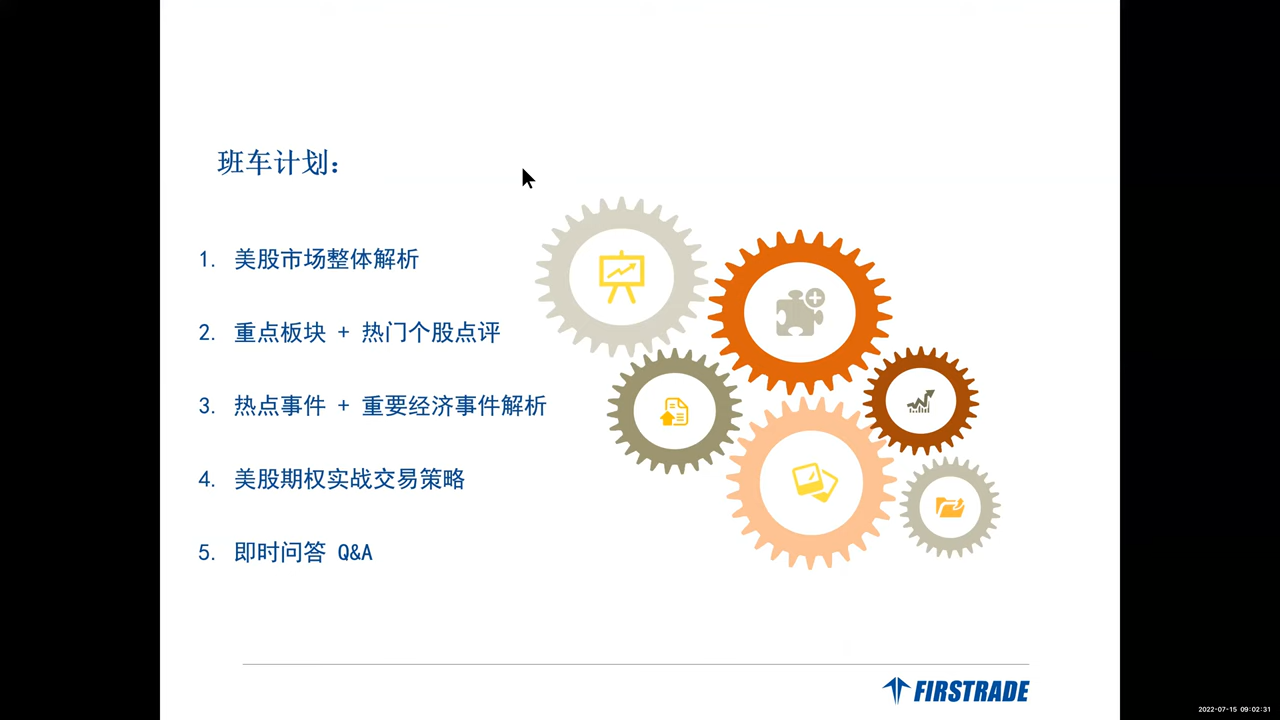 班车计划：
1. 美股市场整体解析
2. 重点板块 + 热门个股点评
3. 热点事件 + 重要经济事件解析
4. 美股期权实战交易策略
5. 即时问答 Q&A
FIRSTRADE
2022-07-15 09:02:31